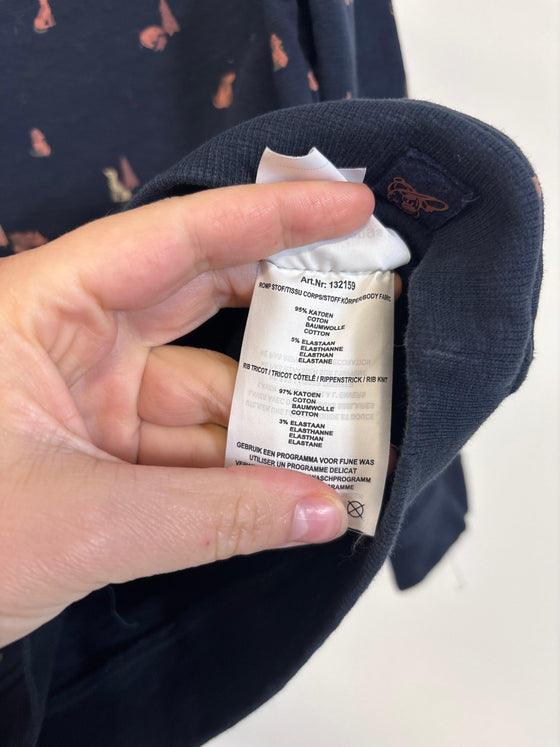 Art.Nr: 132159
ROMP STOF/TISSU CORPS/STOFF KÖRPER/BODY FABRIC
95% KATOEN
COTON
BAUMWOLLE
COTTON
5% ELASTAAN
ELASTHANNE
ELASTHAN
ELASTANE
RIB TRICOT / TRICOT CÔTELÉ / RIPPENSTRICK / RIB KNIT
97% KATOEN
COTON
BAUMWOLLE
COTTON
3% ELASTAAN
ELASTHANNE
ELASTHAN
ELASTANE
GEBRUIK EEN PROGRAMMA VOOR FIJNE WAS
UTILISER UN PROGRAMME DELICAT